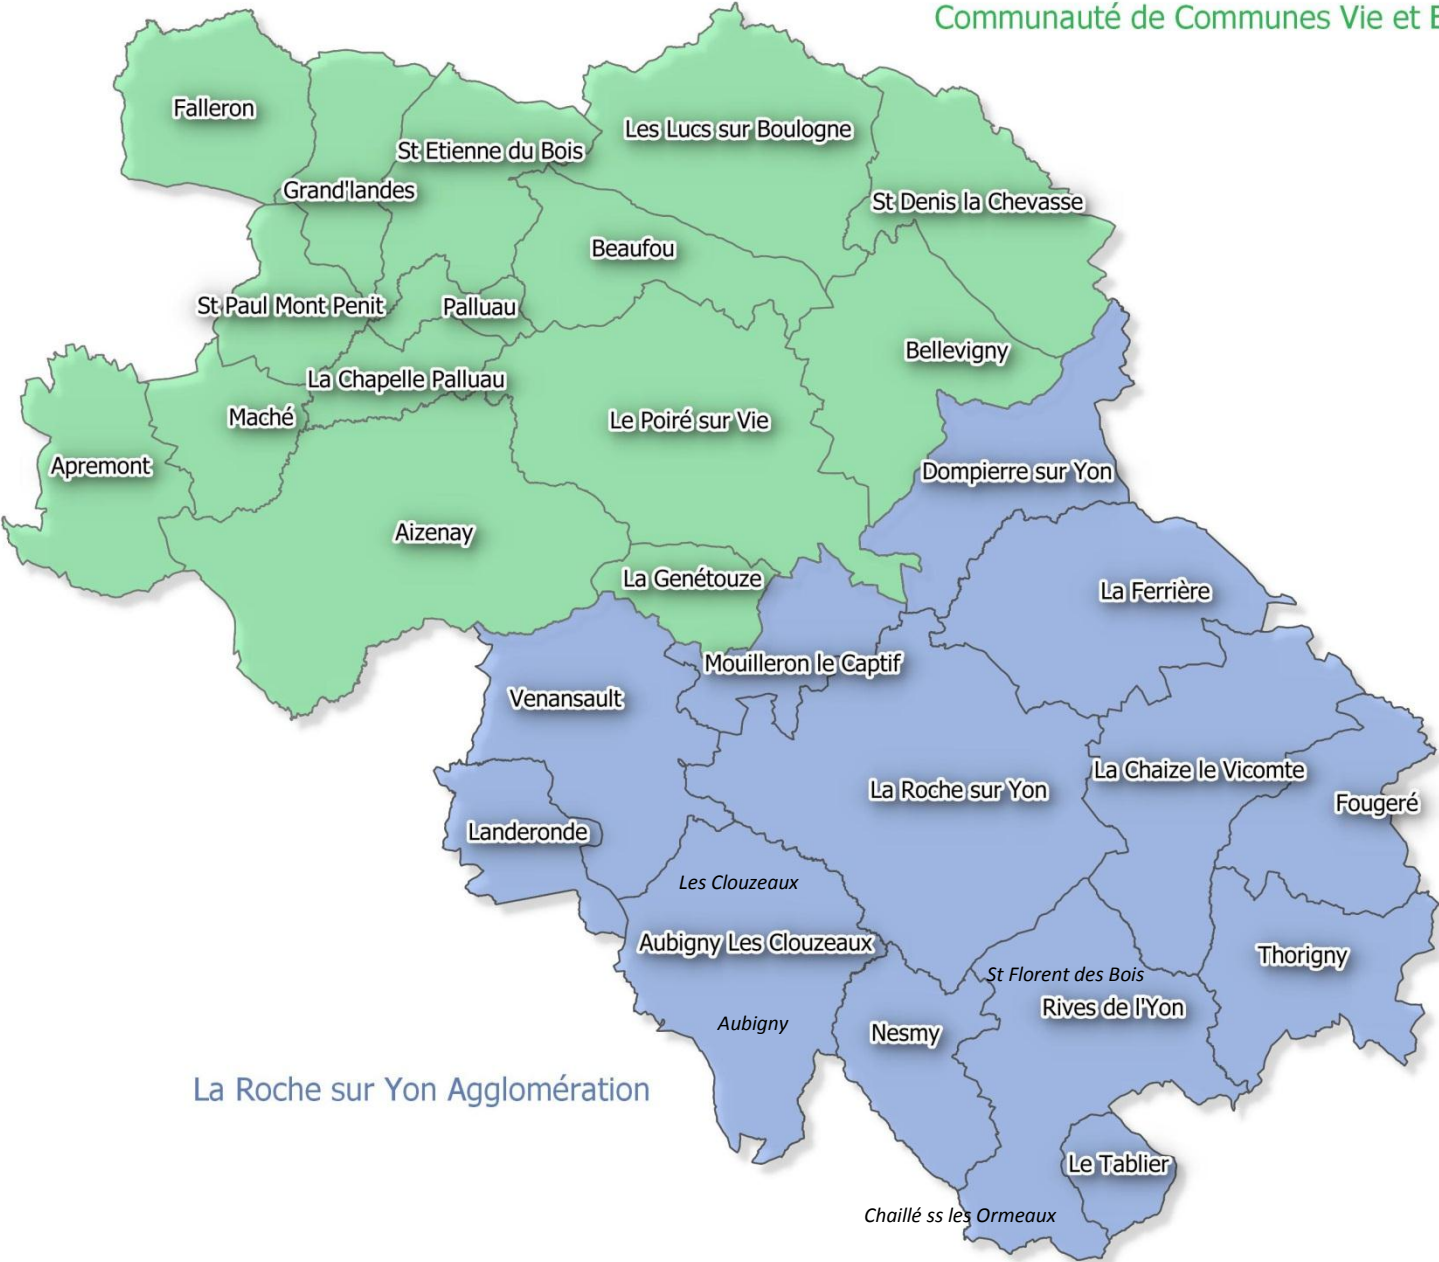 Communauté de Communes Vie et
Falleron
Les Lucs sur Boulogne
St Etienne du Bois
Grand'landes
St Denis la Chevasse
Beaufou
St Paul Mont Penit
Palluau
Bellevigny
La Chapelle Palluau
Maché
Le Poiré sur Vie
Apremont
Dompierre sur Yon
Aizenay
La Genétouze
La Ferrière
Mouilleron le Captif
Venansault
La Chaize le Vicomte
La Roche sur Yon
Fougeré
Landeronde
Les Clouzeaux
Aubigny Les Clouzeaux
Thorigny
St Florent des Bois
Rives de l'Yon
Aubigny
Nesmy
La Roche sur Yon Agglomération
Le Tablier
Chaillé ss les Ormeaux